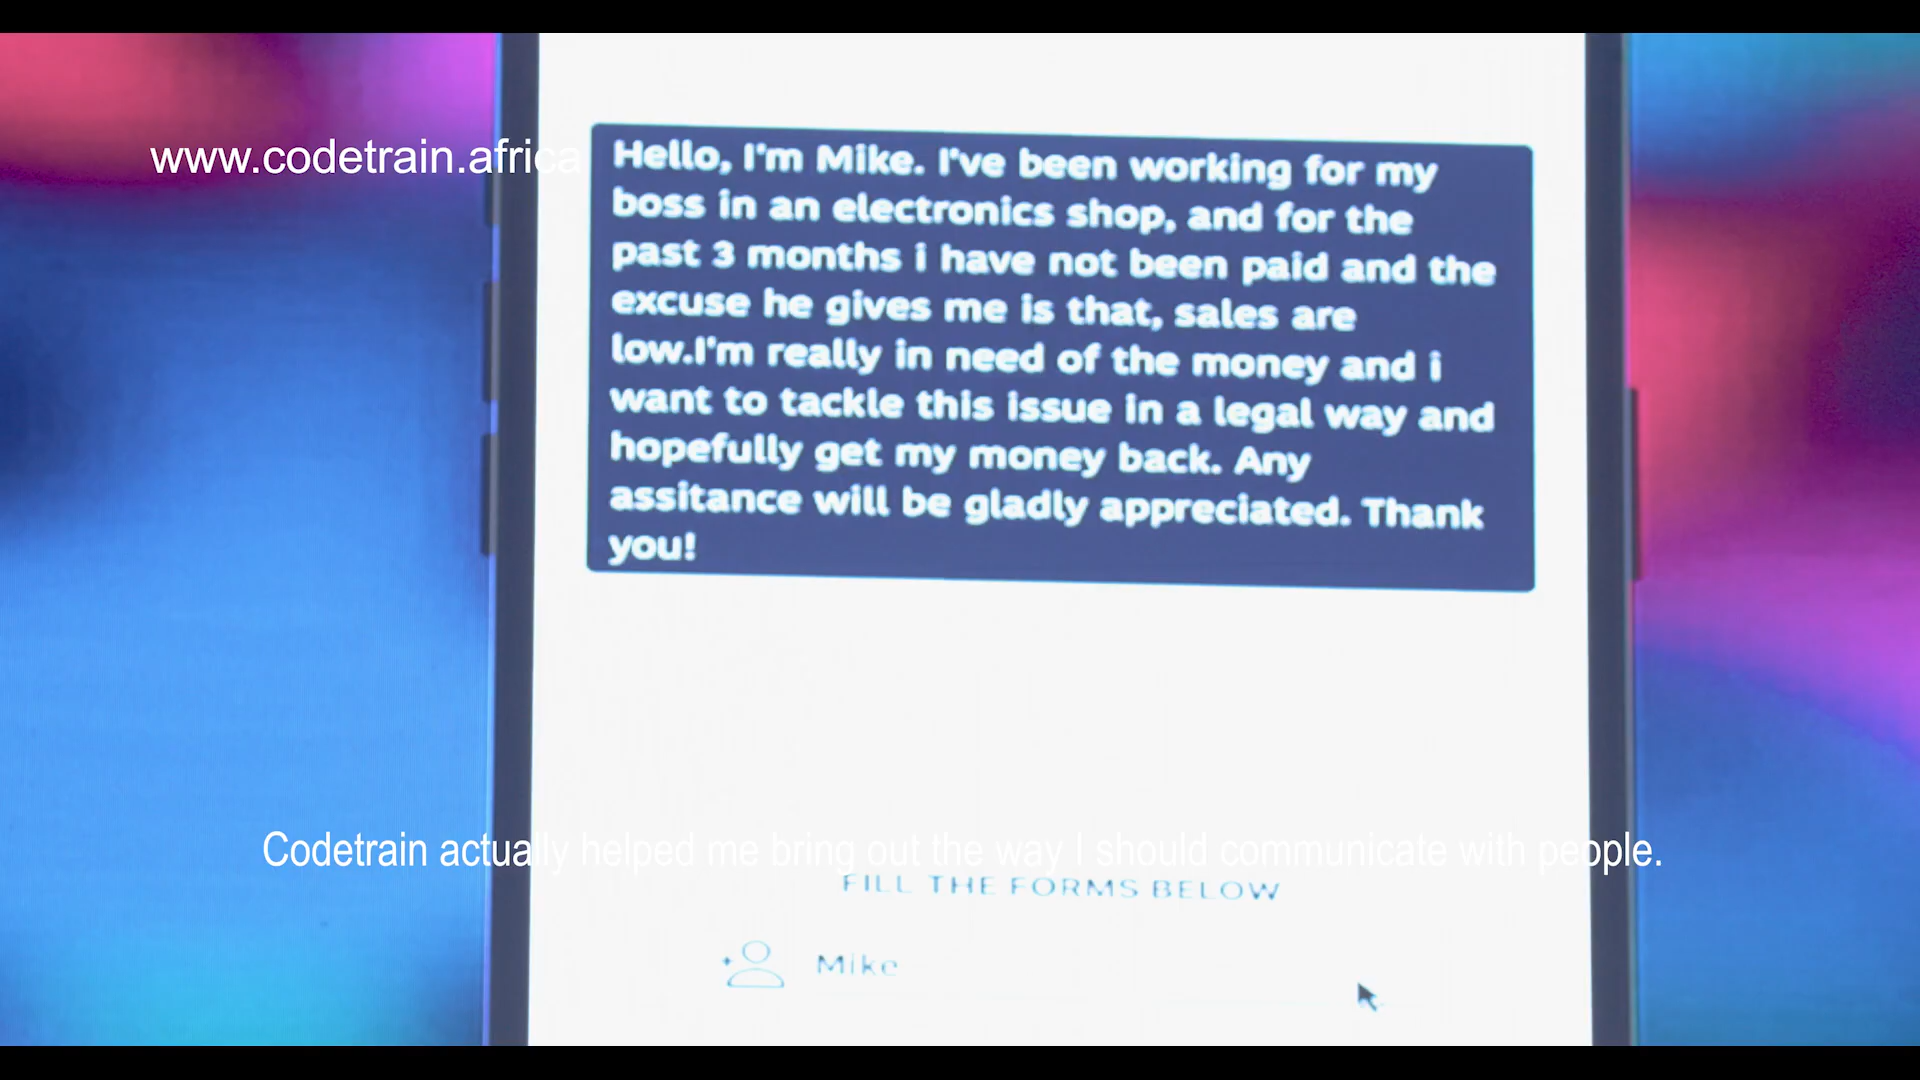 www.codetrain.africa
Hello, I'm Mike. I've been working for my
boss in an electronics shop, and for the
past 3 months i have not been paid and the
excuse he gives me is that, sales are
low.I'm really in need of the money and i
want to tackle this issue in a legal way and
hopefully get my money back. Any
assitance will be gladly appreciated. Thank
you!
Codetrain actually helped me bring out the way I should communicate with people.
FILL THE FORMS BELOW
Mike